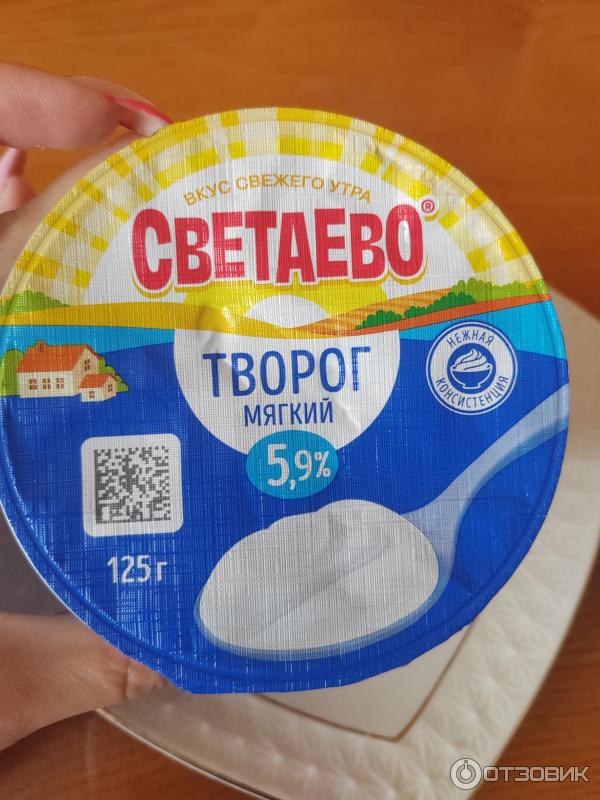 ВКУС СВЕЖЕГО УТРА
СВЕТАЕВО®
ТВОРОГ
МЯГКИЙ
5,9%
НЕЖНАЯ
КОНСИСТЕНЦИЯ
125 г
ОТЗОВИК